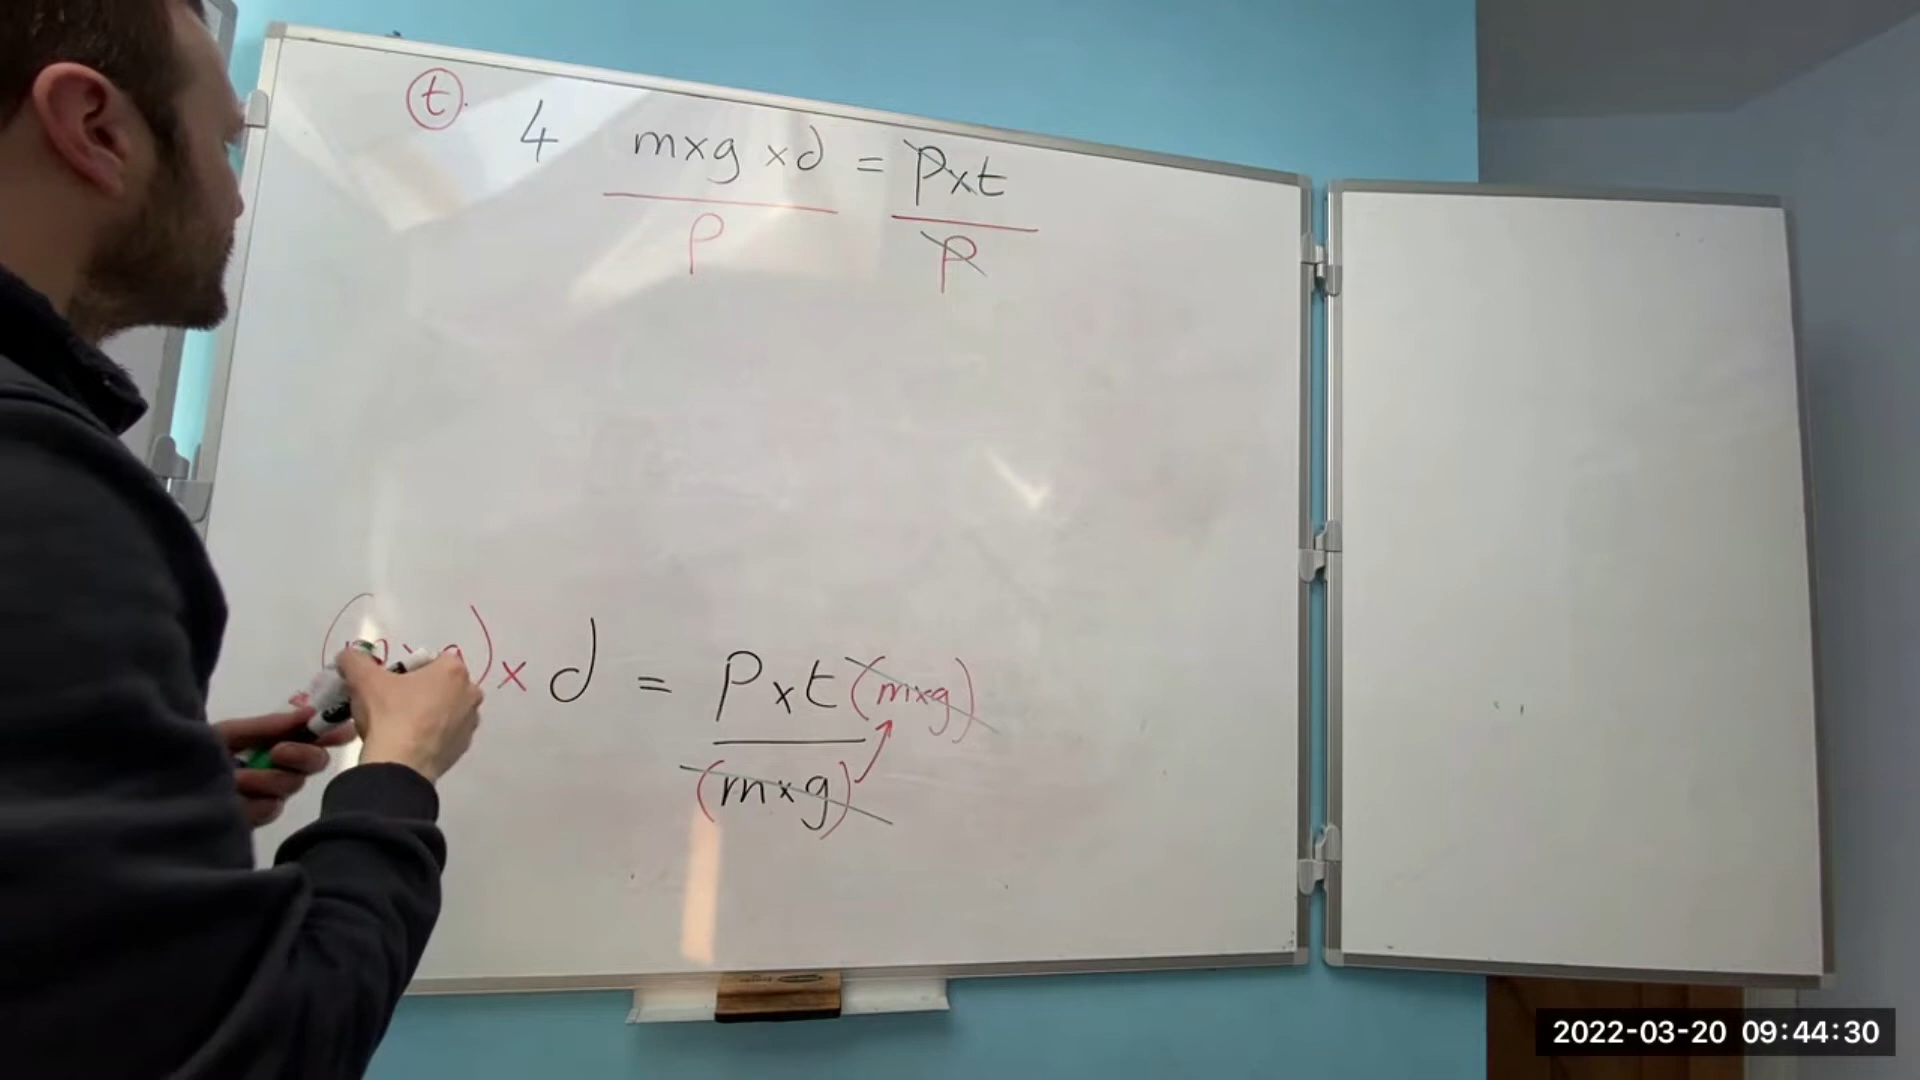 t. 4 m×g ×d = p×t
p p
(m×g)× d = p×t(m×g)
(m×g)
2022-03-20 09:44:30